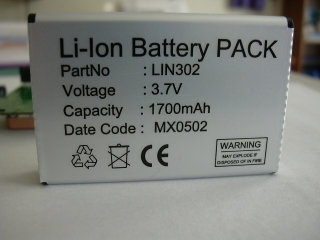 Li-Ion Battery PACK
PartNo : LIN302
Voltage : 3.7V
Capacity : 1700mAh
Date Code : MX0502
CE
WARNING
MAY EXPLODE IF
DISPOSED OF IN FIRE